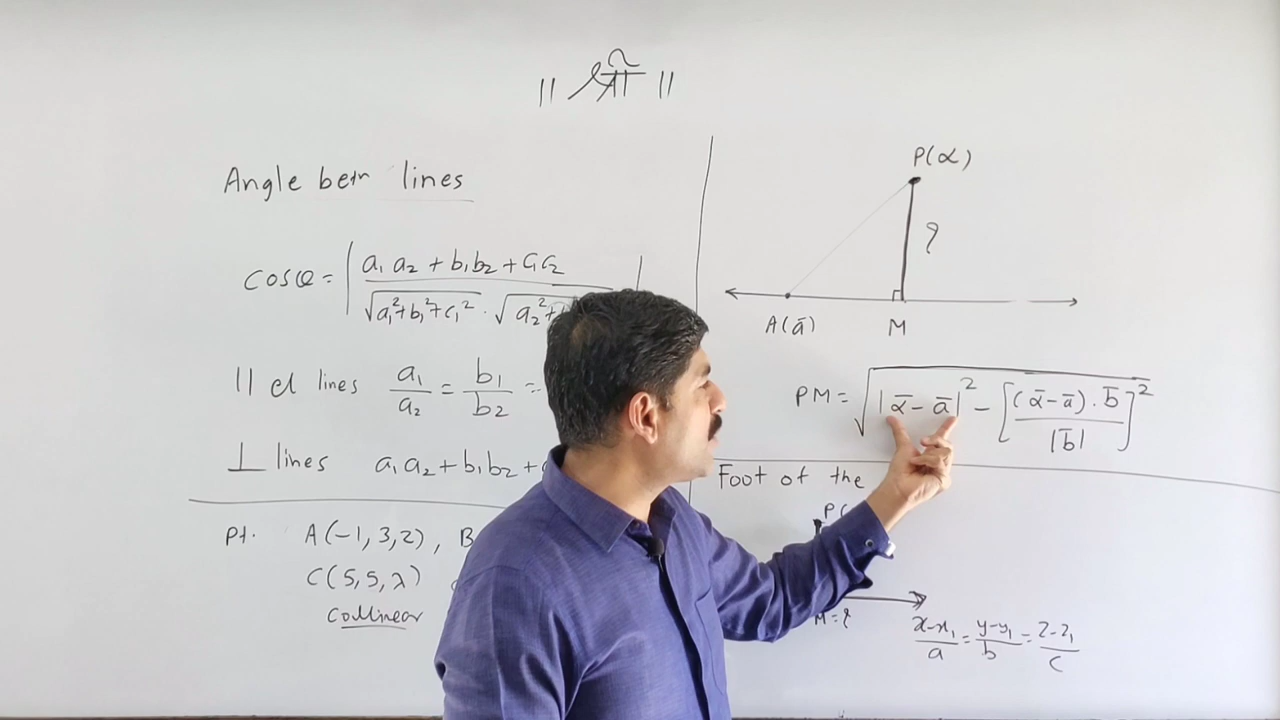 || श्री ||
Angle betn lines
cosθ = | a₁a₂ + b₁b₂ + c₁c₂ / √a₁²+b₁²+c₁² · √a₂²+
|| el lines a₁/a₂ = b₁/b₂ =
⊥ lines a₁a₂ + b₁b₂ +
Pt. A(-1, 3, 2), B
C(5, 5, λ)
collinear
P(α)
?
A(ā) M
PM = √|ᾱ - ā|² - [(ᾱ - ā) . b̄ / |b̄|]²
Foot of the
P(
M = ?
x-x₁/a = y-y₁/b = z-z₁/c